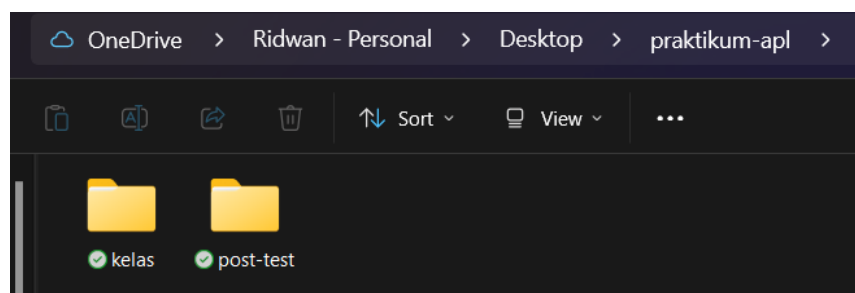 OneDrive > Ridwan - Personal > Desktop > praktikum-apl >
Sort View ...
kelas post-test